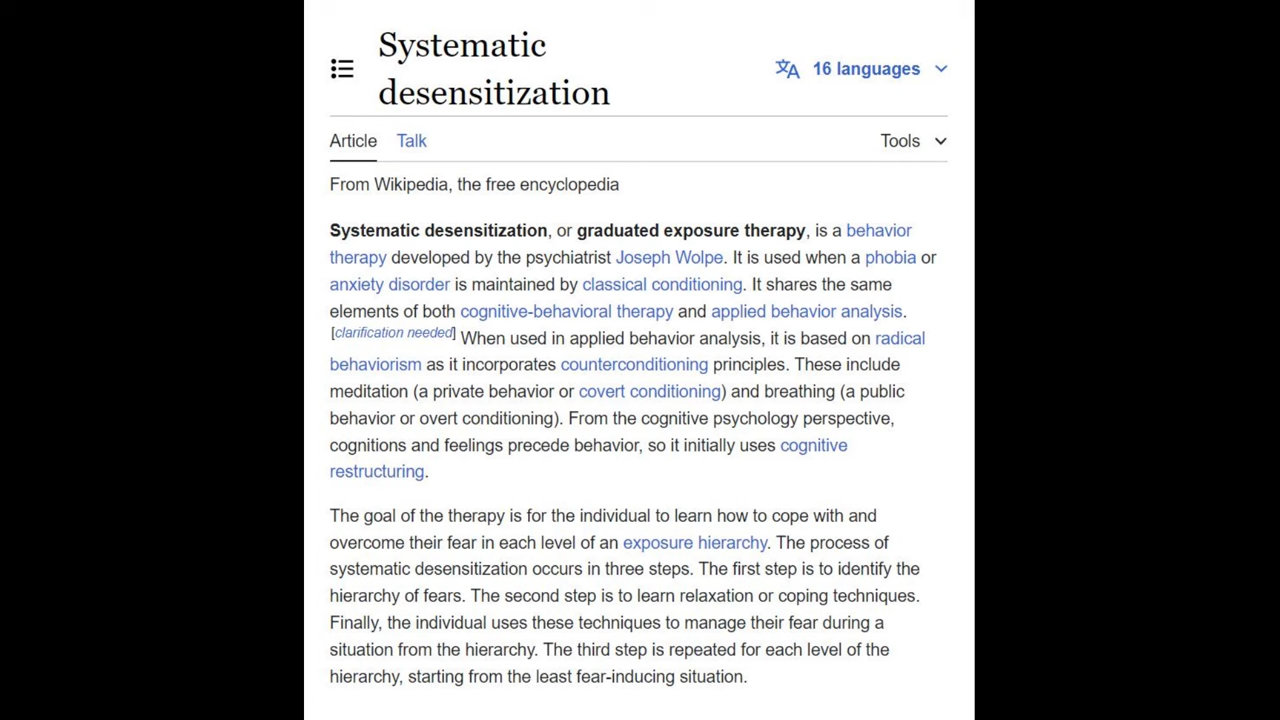 Systematic
desensitization
16 languages
Article Talk Tools
From Wikipedia, the free encyclopedia
Systematic desensitization, or graduated exposure therapy, is a behavior
therapy developed by the psychiatrist Joseph Wolpe. It is used when a phobia or
anxiety disorder is maintained by classical conditioning. It shares the same
elements of both cognitive-behavioral therapy and applied behavior analysis.
[clarification needed] When used in applied behavior analysis, it is based on radical
behaviorism as it incorporates counterconditioning principles. These include
meditation (a private behavior or covert conditioning) and breathing (a public
behavior or overt conditioning). From the cognitive psychology perspective,
cognitions and feelings precede behavior, so it initially uses cognitive
restructuring.
The goal of the therapy is for the individual to learn how to cope with and
overcome their fear in each level of an exposure hierarchy. The process of
systematic desensitization occurs in three steps. The first step is to identify the
hierarchy of fears. The second step is to learn relaxation or coping techniques.
Finally, the individual uses these techniques to manage their fear during a
situation from the hierarchy. The third step is repeated for each level of the
hierarchy, starting from the least fear-inducing situation.